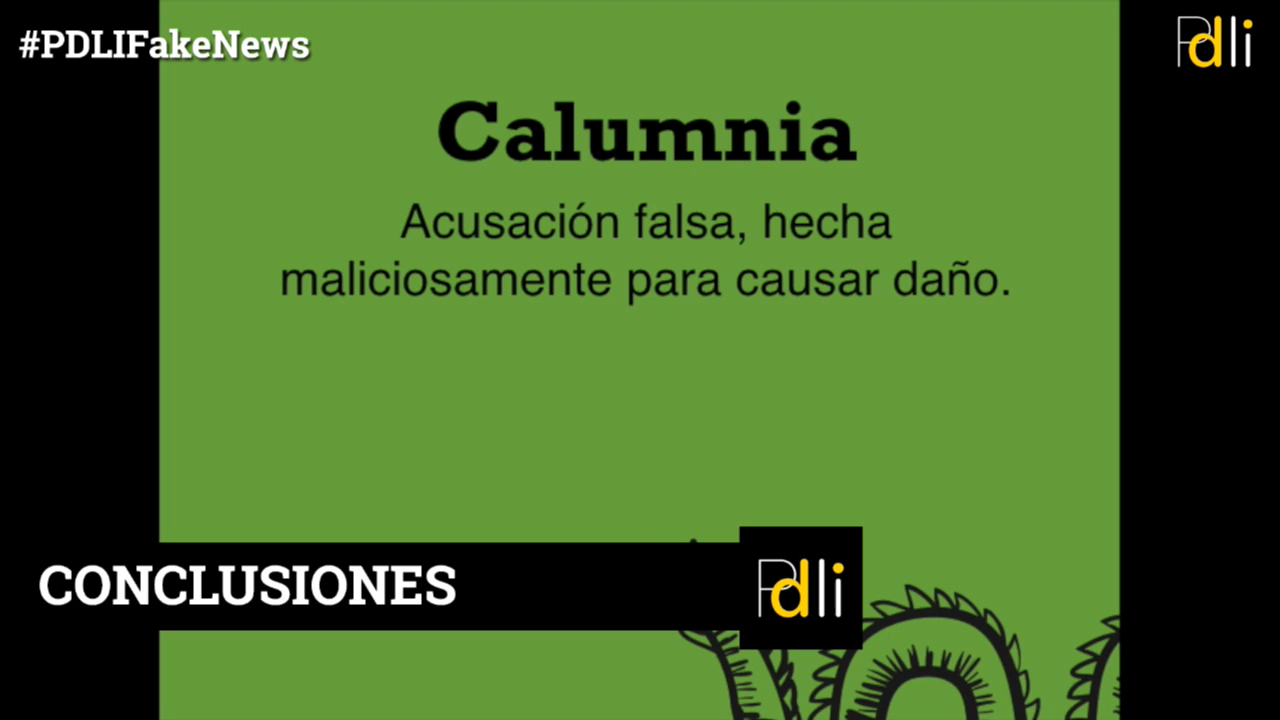 #PDLIFakeNews
Pdli
Calumnia
Acusación falsa, hecha
maliciosamente para causar daño.
CONCLUSIONES
Pdli